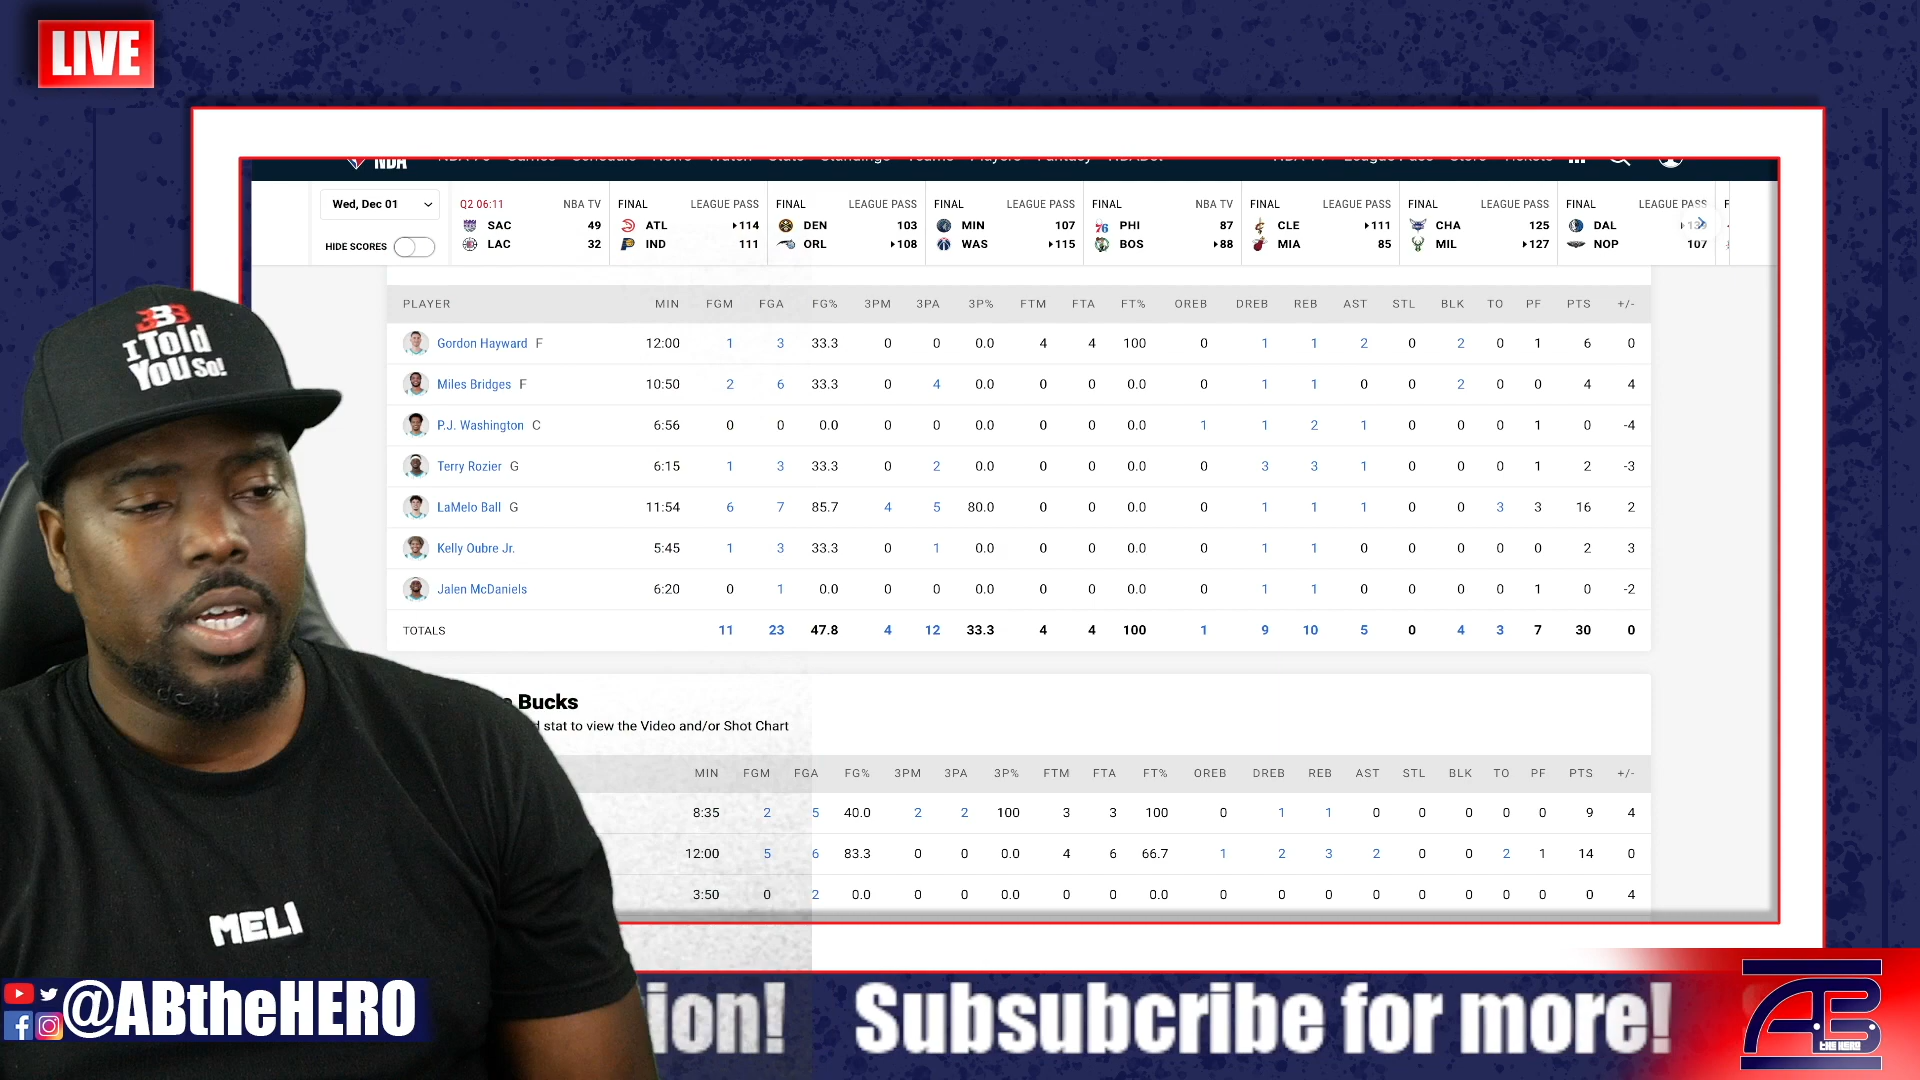 LIVE
NBA
Wed, Dec 01
HIDE SCORES
Q2 06:11 NBA TV
SAC 49
LAC 32
FINAL LEAGUE PASS
ATL 114
IND 111
FINAL LEAGUE PASS
DEN 103
ORL 108
FINAL LEAGUE PASS
MIN 107
WAS 115
FINAL NBA TV
PHI 87
BOS 88
FINAL LEAGUE PASS
CLE 111
MIA 85
FINAL LEAGUE PASS
CHA 125
MIL 127
FINAL LEAGUE PASS
DAL
NOP 107
PLAYER MIN FGM FGA FG% 3PM 3PA 3P% FTM FTA FT% OREB DREB REB AST STL BLK TO PF PTS +/-
Gordon Hayward F 12:00 1 3 33.3 0 0 0.0 4 4 100 0 1 1 2 0 2 0 1 6 0
Miles Bridges F 10:50 2 6 33.3 0 4 0.0 0 0 0.0 0 1 1 0 0 2 0 0 4 4
P.J. Washington C 6:56 0 0 0.0 0 0 0.0 0 0 0.0 1 1 2 1 0 0 0 1 0 -4
Terry Rozier G 6:15 1 3 33.3 0 2 0.0 0 0 0.0 0 3 3 1 0 0 0 1 2 -3
LaMelo Ball G 11:54 6 7 85.7 4 5 80.0 0 0 0.0 0 1 1 1 0 0 3 3 16 2
Kelly Oubre Jr. 5:45 1 3 33.3 0 1 0.0 0 0 0.0 0 1 1 0 0 0 0 0 2 3
Jalen McDaniels 6:20 0 1 0.0 0 0 0.0 0 0 0.0 0 1 1 0 0 0 0 1 0 -2
TOTALS 11 23 47.8 4 12 33.3 4 4 100 1 9 10 5 0 4 3 7 30 0
Bucks
stat to view the Video and/or Shot Chart
MIN FGM FGA FG% 3PM 3PA 3P% FTM FTA FT% OREB DREB REB AST STL BLK TO PF PTS +/-
8:35 2 5 40.0 2 2 100 3 3 100 0 1 1 0 0 0 0 0 9 4
12:00 5 6 83.3 0 0 0.0 4 6 66.7 1 2 3 2 0 0 2 1 14 0
3:50 0 2 0.0 0 0 0.0 0 0 0.0 0 0 0 0 0 0 0 0 0 4
BBB
I Told
You So!
MELI
@ABtheHERO
ion! Subsubcribe for more!
AB
THE HERO